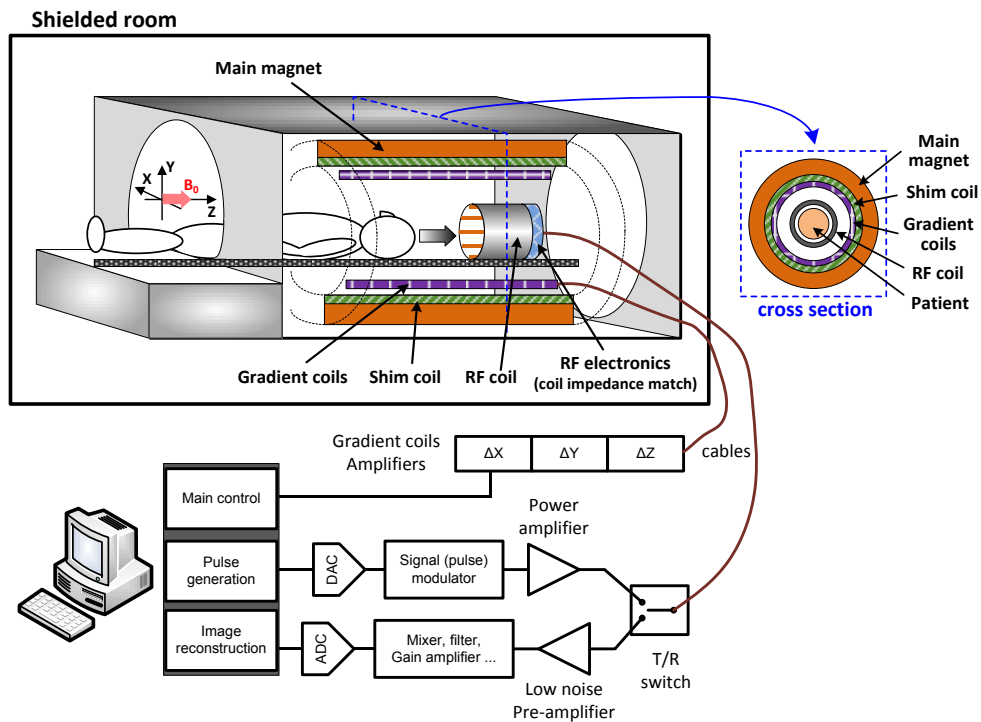 Shielded room
Main magnet
Y
X
B₀
Z
Main
magnet
Shim coil
Gradient
coils
RF coil
Patient
cross section
Gradient coils
Shim coil
RF coil
RF electronics
(coil impedance match)
Gradient coils
Amplifiers
ΔX
ΔY
ΔZ
cables
Main control
Power
amplifier
Pulse
generation
DAC
Signal (pulse)
modulator
Image
reconstruction
ADC
Mixer, filter,
Gain amplifier ...
Low noise
Pre-amplifier
T/R
switch